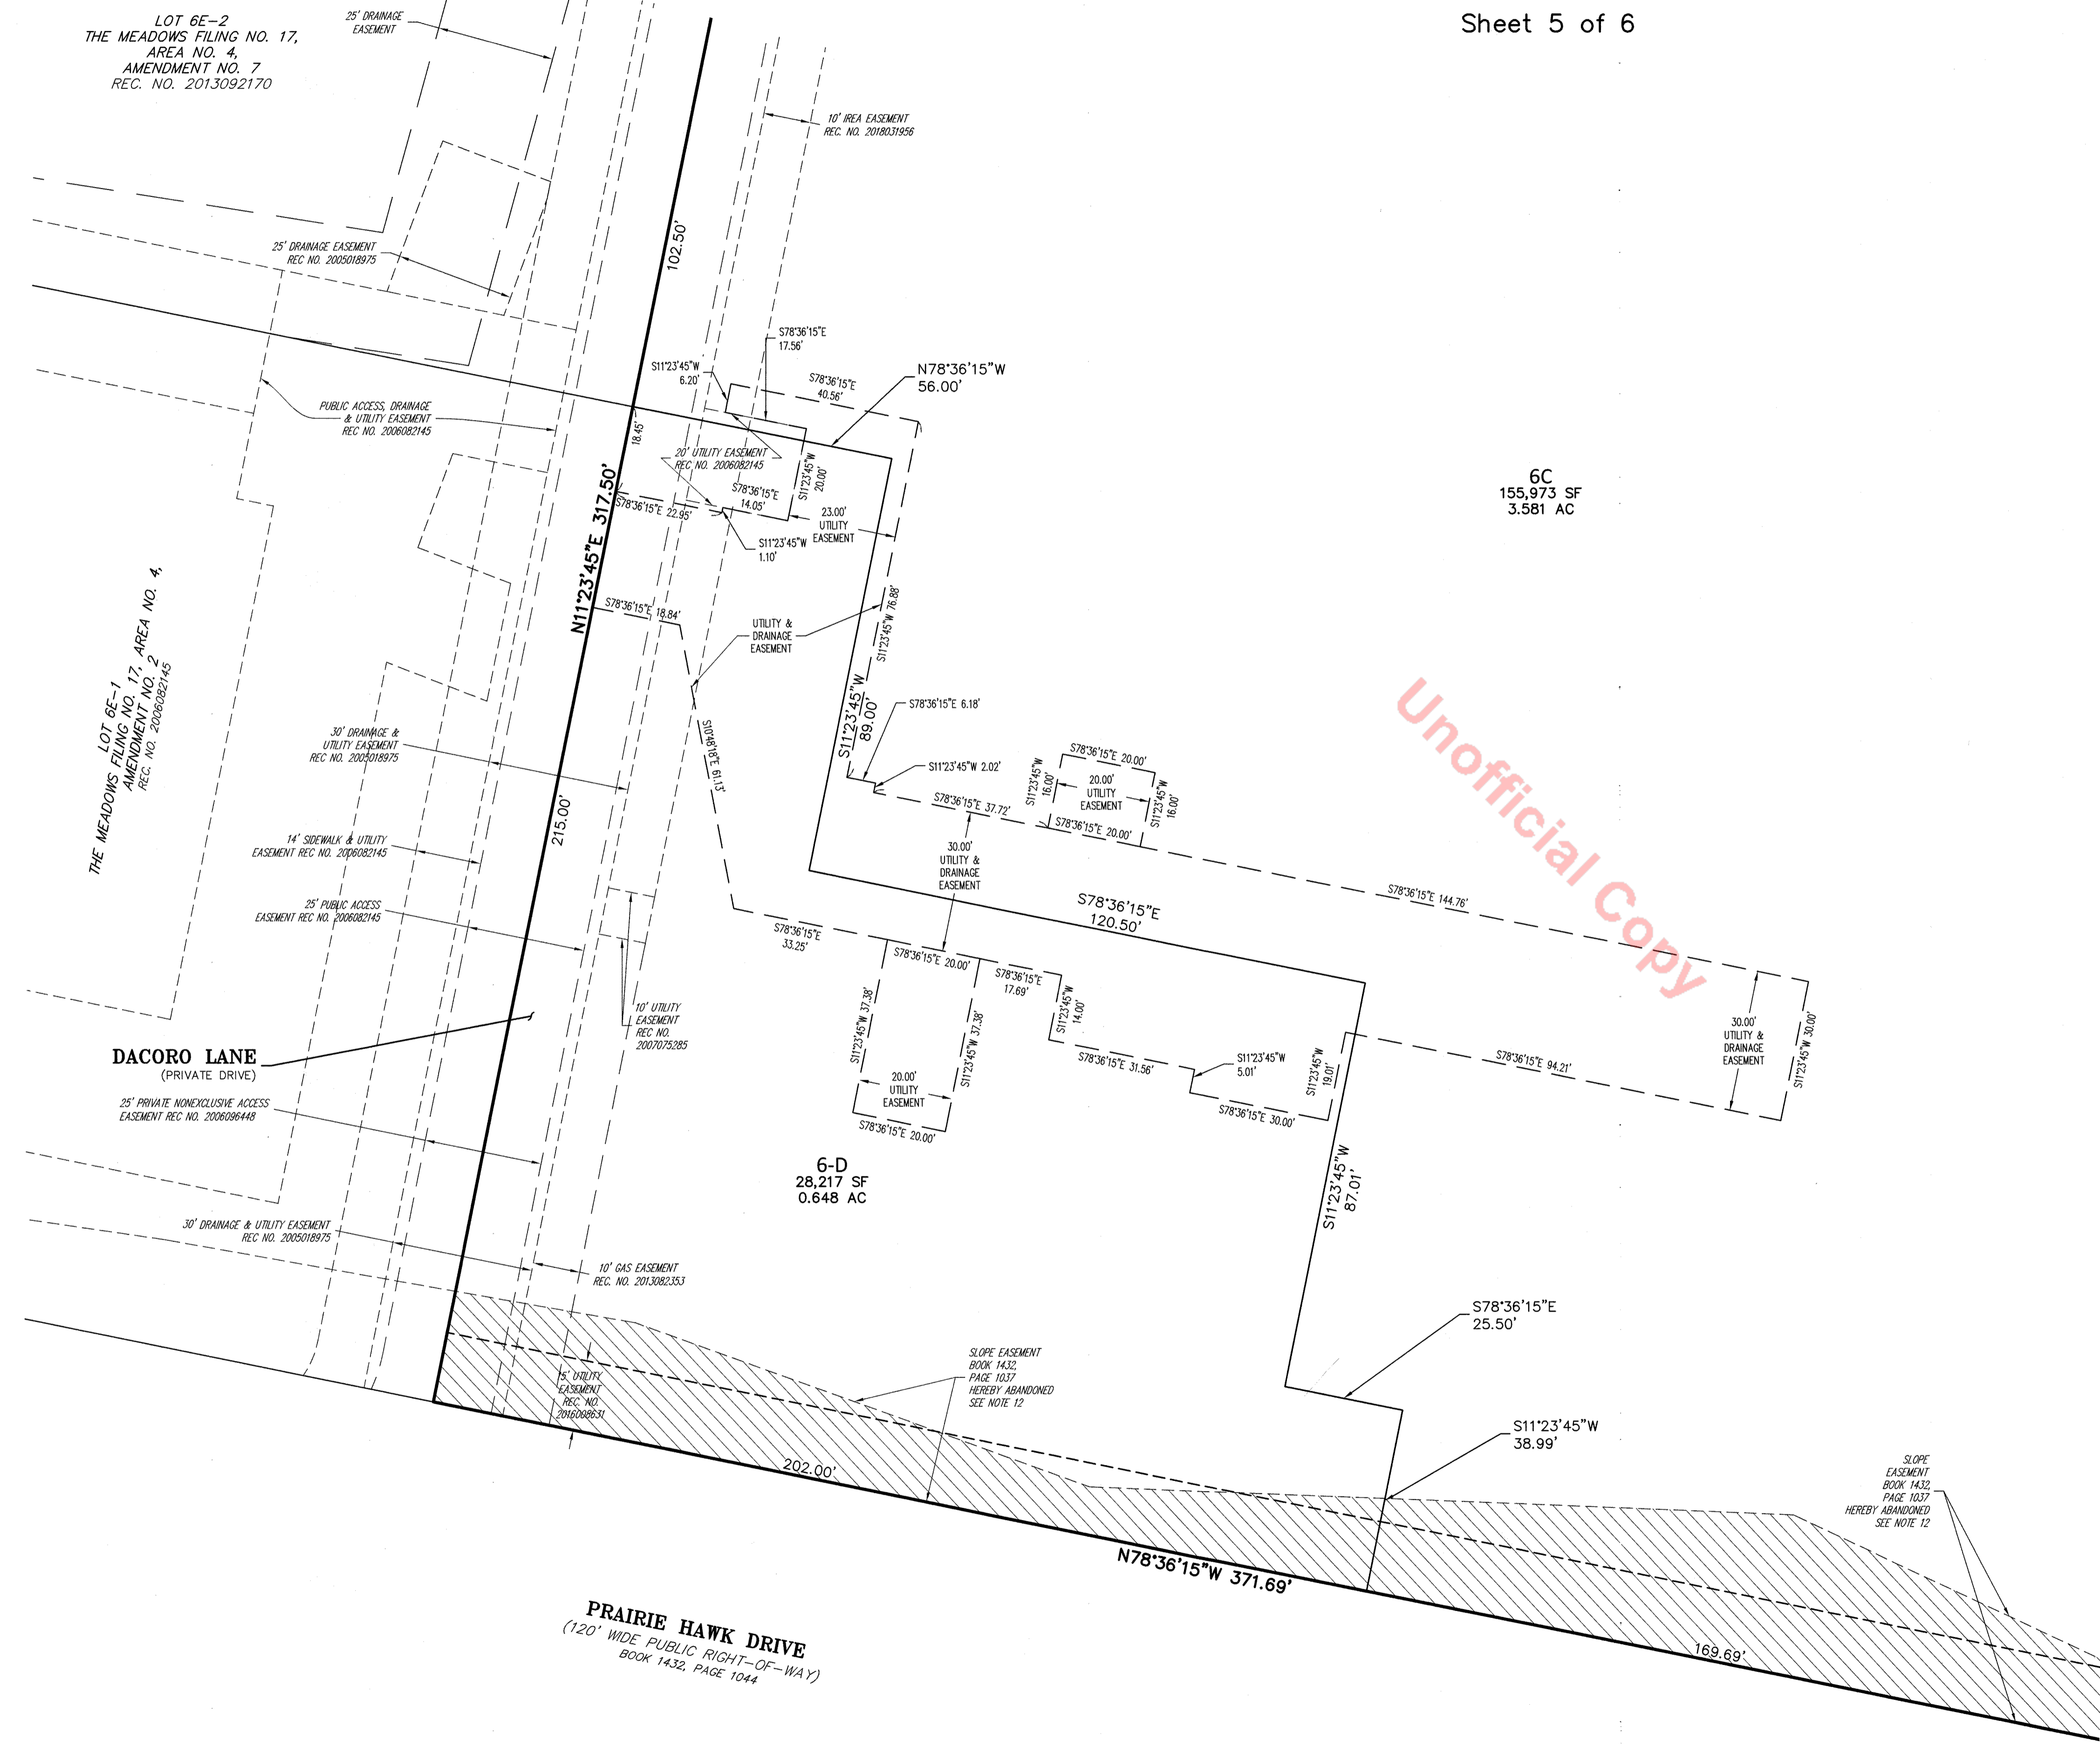 Sheet 5 of 6
LOT 6E-2
THE MEADOWS FILING NO. 17,
AREA NO. 4,
AMENDMENT NO. 7
REC. NO. 2013092170
25' DRAINAGE
EASEMENT
10' IREA EASEMENT
REC. NO. 2018031956
102.50'
25' DRAINAGE EASEMENT
REC NO. 2005018975
S78°36'15"E
17.56'
S11°23'45"W
6.20'
S78°36'15"E
40.56'
N78°36'15"W
56.00'
PUBLIC ACCESS, DRAINAGE
& UTILITY EASEMENT
REC NO. 2006082145
18.45'
20' UTILITY EASEMENT
REC NO. 2006082145
S11°23'45"W
20.00'
S78°36'15"E
14.05'
S78°36'15"E 22.95'
23.00'
UTILITY
EASEMENT
S11°23'45"W
1.10'
6C
155,973 SF
3.581 AC
N11°23'45"E 317.50'
S78°36'15"E 18.84'
UTILITY &
DRAINAGE
EASEMENT
S11°23'45"W 76.88'
LOT 6E-1
THE MEADOWS FILING NO. 17, AREA NO. 4,
AMENDMENT NO. 2
REC. NO. 2006082145
S11°23'45"W
89.00'
S78°36'15"E 6.18'
S10°48'18"E 61.13'
S11°23'45"W 2.02'
S78°36'15"E 37.72'
S78°36'15"E 20.00'
S11°23'45"W
16.00'
20.00'
UTILITY
EASEMENT
S11°23'45"W
16.00'
S78°36'15"E 20.00'
Unofficial Copy
30' DRAINAGE &
UTILITY EASEMENT
REC NO. 2005018975
215.00'
14' SIDEWALK & UTILITY
EASEMENT REC NO. 2006082145
30.00'
UTILITY &
DRAINAGE
EASEMENT
S78°36'15"E 144.76'
25' PUBLIC ACCESS
EASEMENT REC NO. 2006082145
S78°36'15"E
120.50'
S78°36'15"E
33.25'
S78°36'15"E 20.00'
S78°36'15"E
17.69'
S11°23'45"W 37.38'
S11°23'45"W 37.38'
S11°23'45"W
14.00'
10' UTILITY
EASEMENT
REC NO.
2007075285
30.00'
UTILITY &
DRAINAGE
EASEMENT
S11°23'45"W 30.00'
DACORO LANE
(PRIVATE DRIVE)
S78°36'15"E 31.56'
S11°23'45"W
5.01'
S11°23'45"W
19.01'
S78°36'15"E 94.21'
20.00'
UTILITY
EASEMENT
S78°36'15"E 20.00'
S78°36'15"E 30.00'
25' PRIVATE NONEXCLUSIVE ACCESS
EASEMENT REC NO. 2006096448
6-D
28,217 SF
0.648 AC
S11°23'45"W
87.01'
30' DRAINAGE & UTILITY EASEMENT
REC NO. 2005018975
10' GAS EASEMENT
REC. NO. 2013082353
S78°36'15"E
25.50'
SLOPE EASEMENT
BOOK 1432,
PAGE 1037
HEREBY ABANDONED
SEE NOTE 12
5' UTILITY
EASEMENT
REC. NO.
2016008631
S11°23'45"W
38.99'
202.00'
SLOPE
EASEMENT
BOOK 1432,
PAGE 1037
HEREBY ABANDONED
SEE NOTE 12
N78°36'15"W 371.69'
169.69'
PRAIRIE HAWK DRIVE
(120' WIDE PUBLIC RIGHT-OF-WAY)
BOOK 1432, PAGE 1044